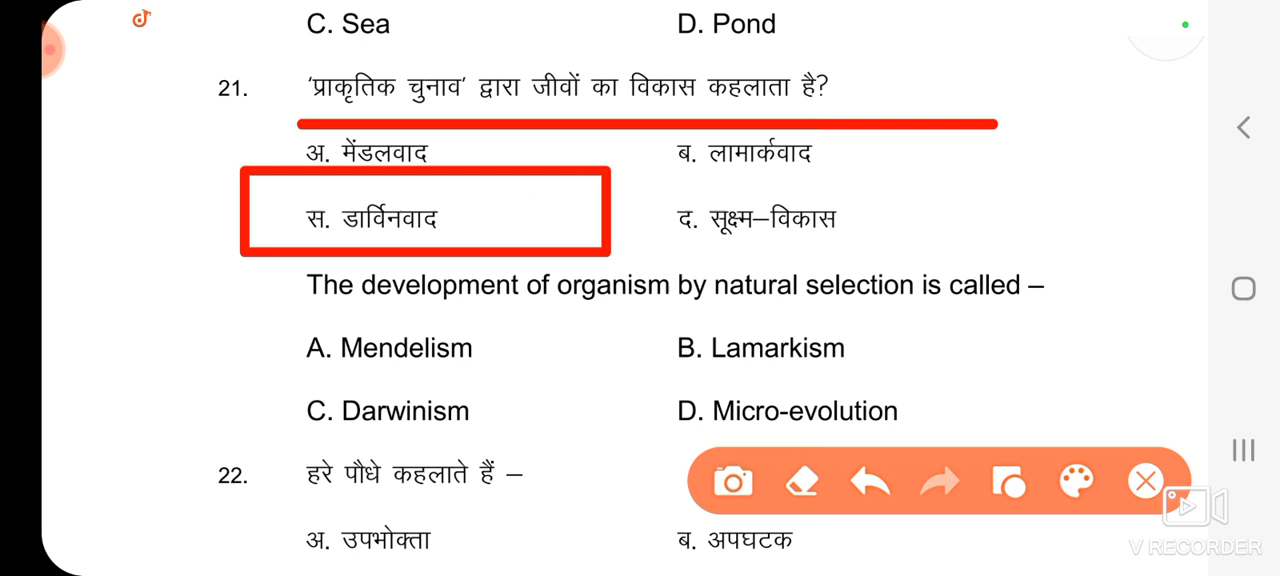 C. Sea D. Pond
21. ‘प्राकृतिक चुनाव’ द्वारा जीवों का विकास कहलाता है?
अ. मेंडलवाद ब. लामार्कवाद
स. डार्विनवाद द. सूक्ष्म–विकास
The development of organism by natural selection is called –
A. Mendelism B. Lamarkism
C. Darwinism D. Micro-evolution
22. हरे पौधे कहलाते हैं –
अ. उपभोक्ता ब. अपघटक
V RECORDER